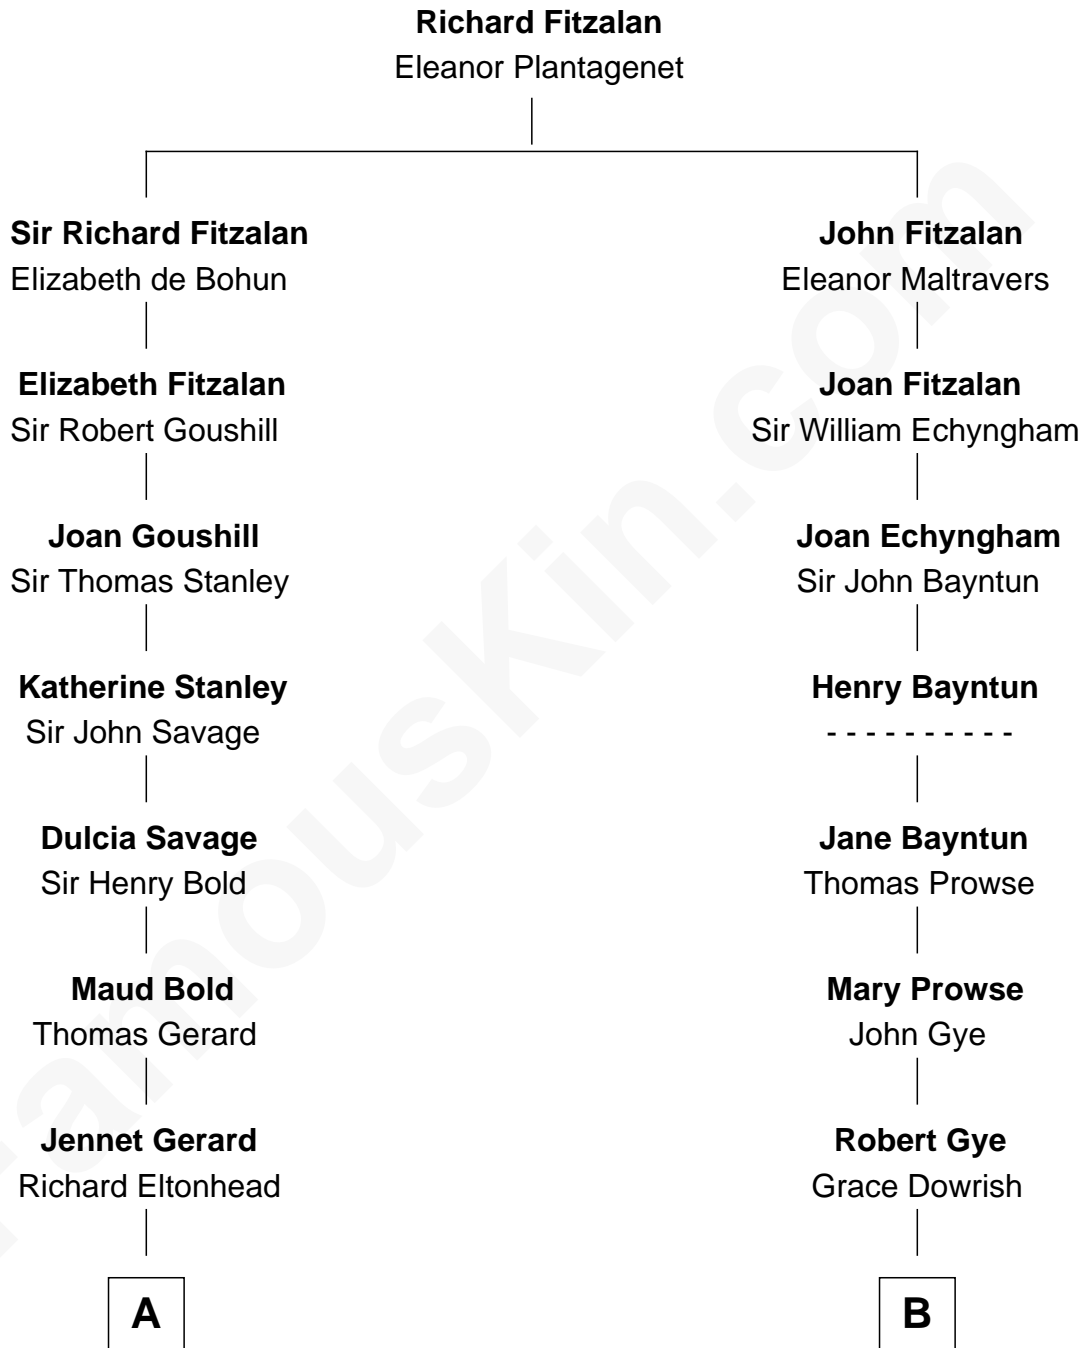 Richard Fitzalan
Eleanor Plantagenet
Sir Richard Fitzalan
Elizabeth de Bohun
John Fitzalan
Eleanor Maltravers
Elizabeth Fitzalan
Sir Robert Goushill
Joan Fitzalan
Sir William Echyngham
Joan Goushill
Sir Thomas Stanley
Joan Echyngham
Sir John Bayntun
Katherine Stanley
Sir John Savage
Henry Bayntun
- - - - - - - - - -
Dulcia Savage
Sir Henry Bold
Jane Bayntun
Thomas Prowse
Maud Bold
Thomas Gerard
Mary Prowse
John Gye
Jennet Gerard
Richard Eltonhead
Robert Gye
Grace Dowrish
A
B
FamousKin.com